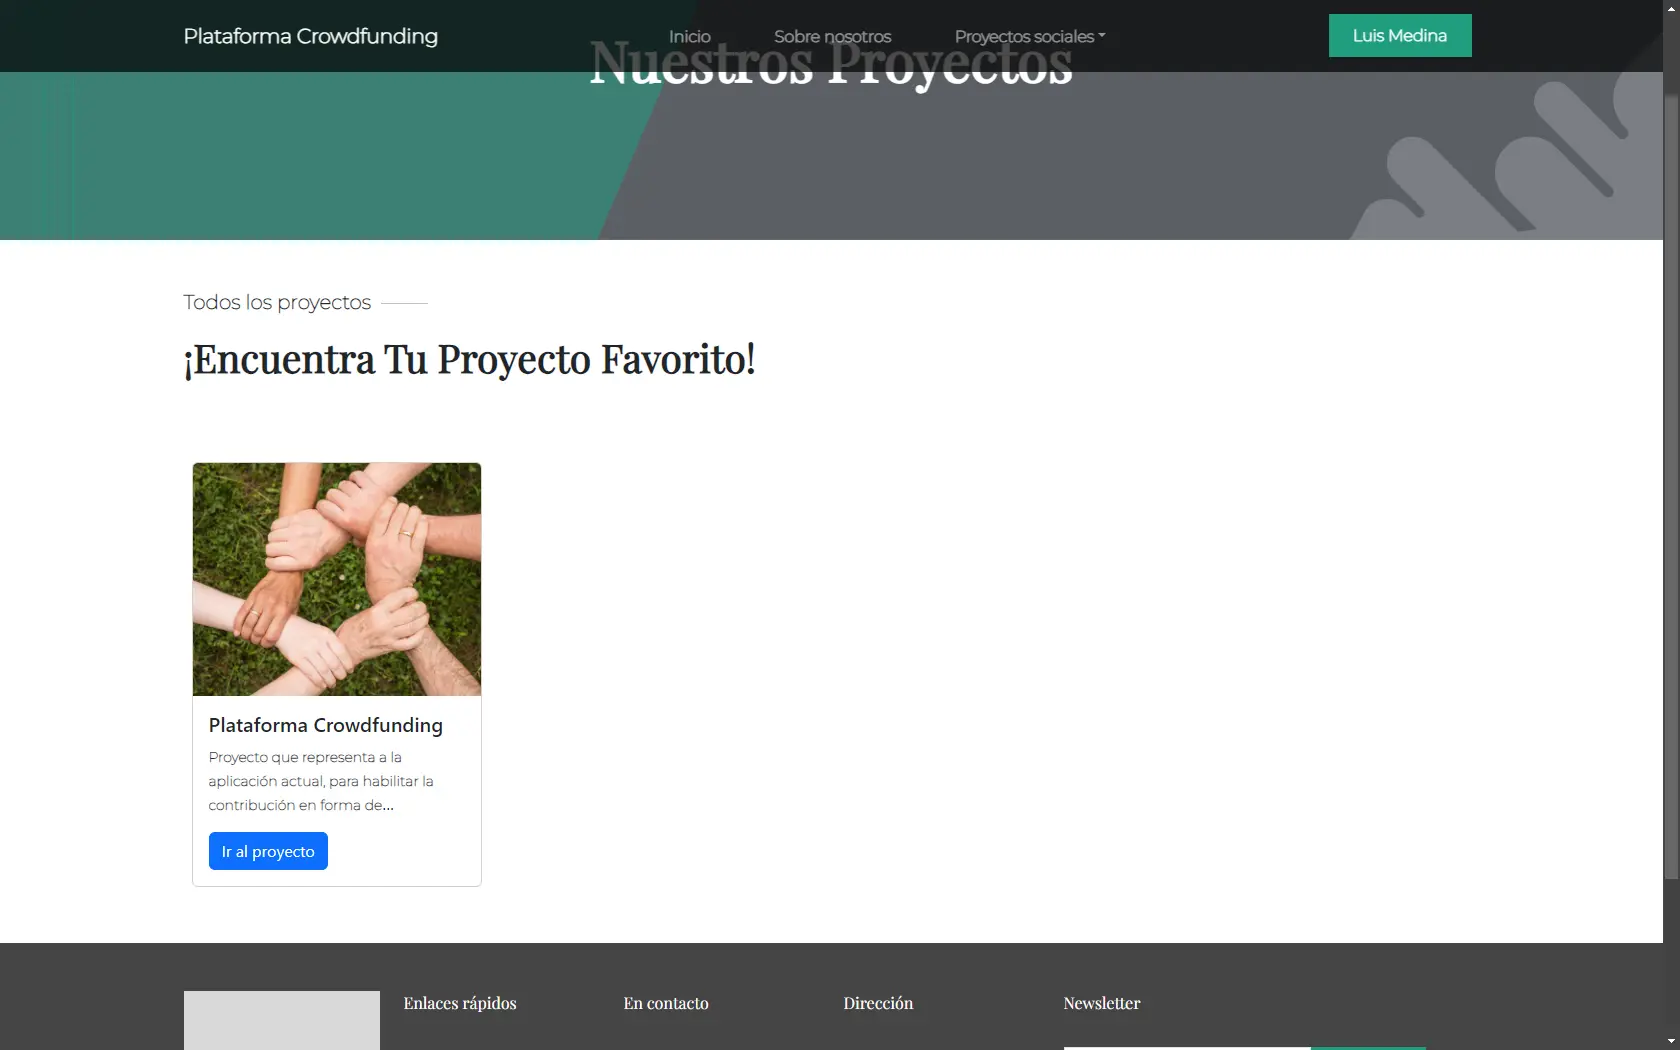 Plataforma Crowdfunding
Inicio
Sobre nosotros
Proyectos sociales
Luis Medina
Nuestros Proyectos
Todos los proyectos
¡Encuentra Tu Proyecto Favorito!
Plataforma Crowdfunding
Proyecto que representa a la
aplicación actual, para habilitar la
contribución en forma de...
Ir al proyecto
Enlaces rápidos
En contacto
Dirección
Newsletter